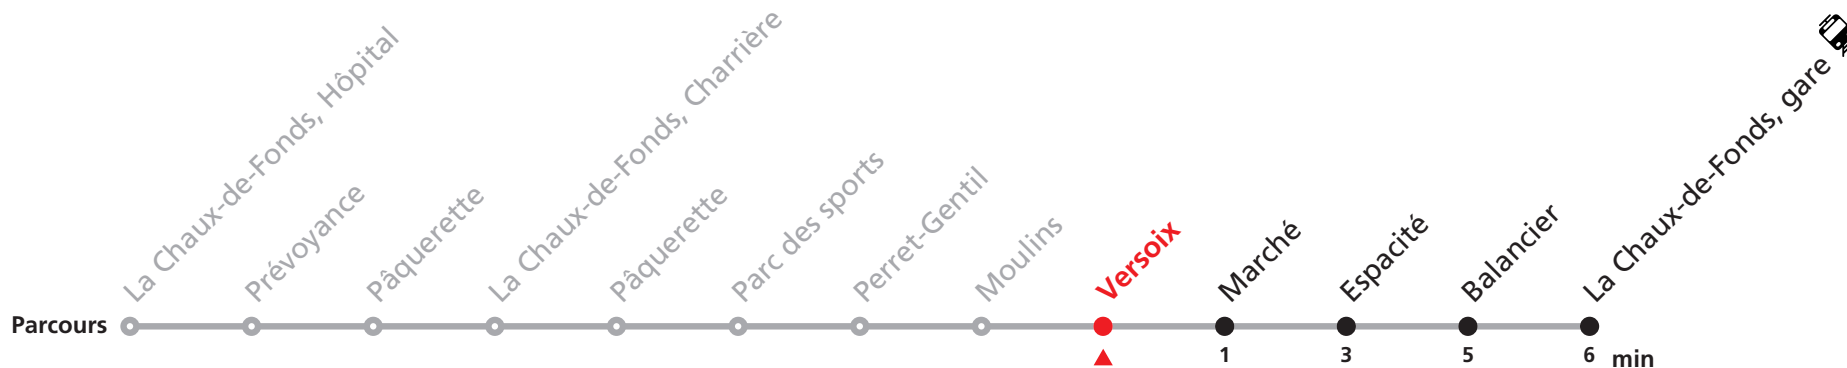 La Chaux-de-Fonds, Hôpital
Prévoyance
Pâquerette
La Chaux-de-Fonds, Charrière
Pâquerette
Parc des sports
Perret-Gentil
Moulins
Versoix
Marché
Espacité
Balancier
La Chaux-de-Fonds, gare
Parcours
1 3 5 6 min